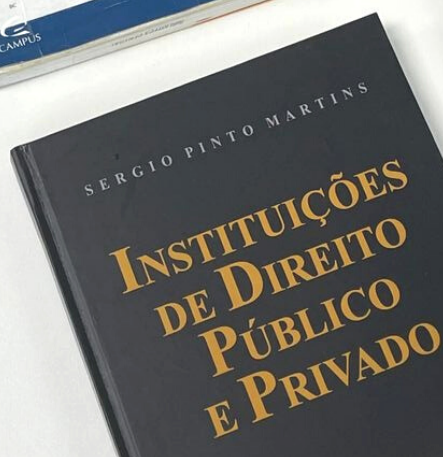 CAMPUS
SERGIO PINTO MARTINS
INSTITUIÇÕES
DE DIREITO
PÚBLICO
E PRIVADO